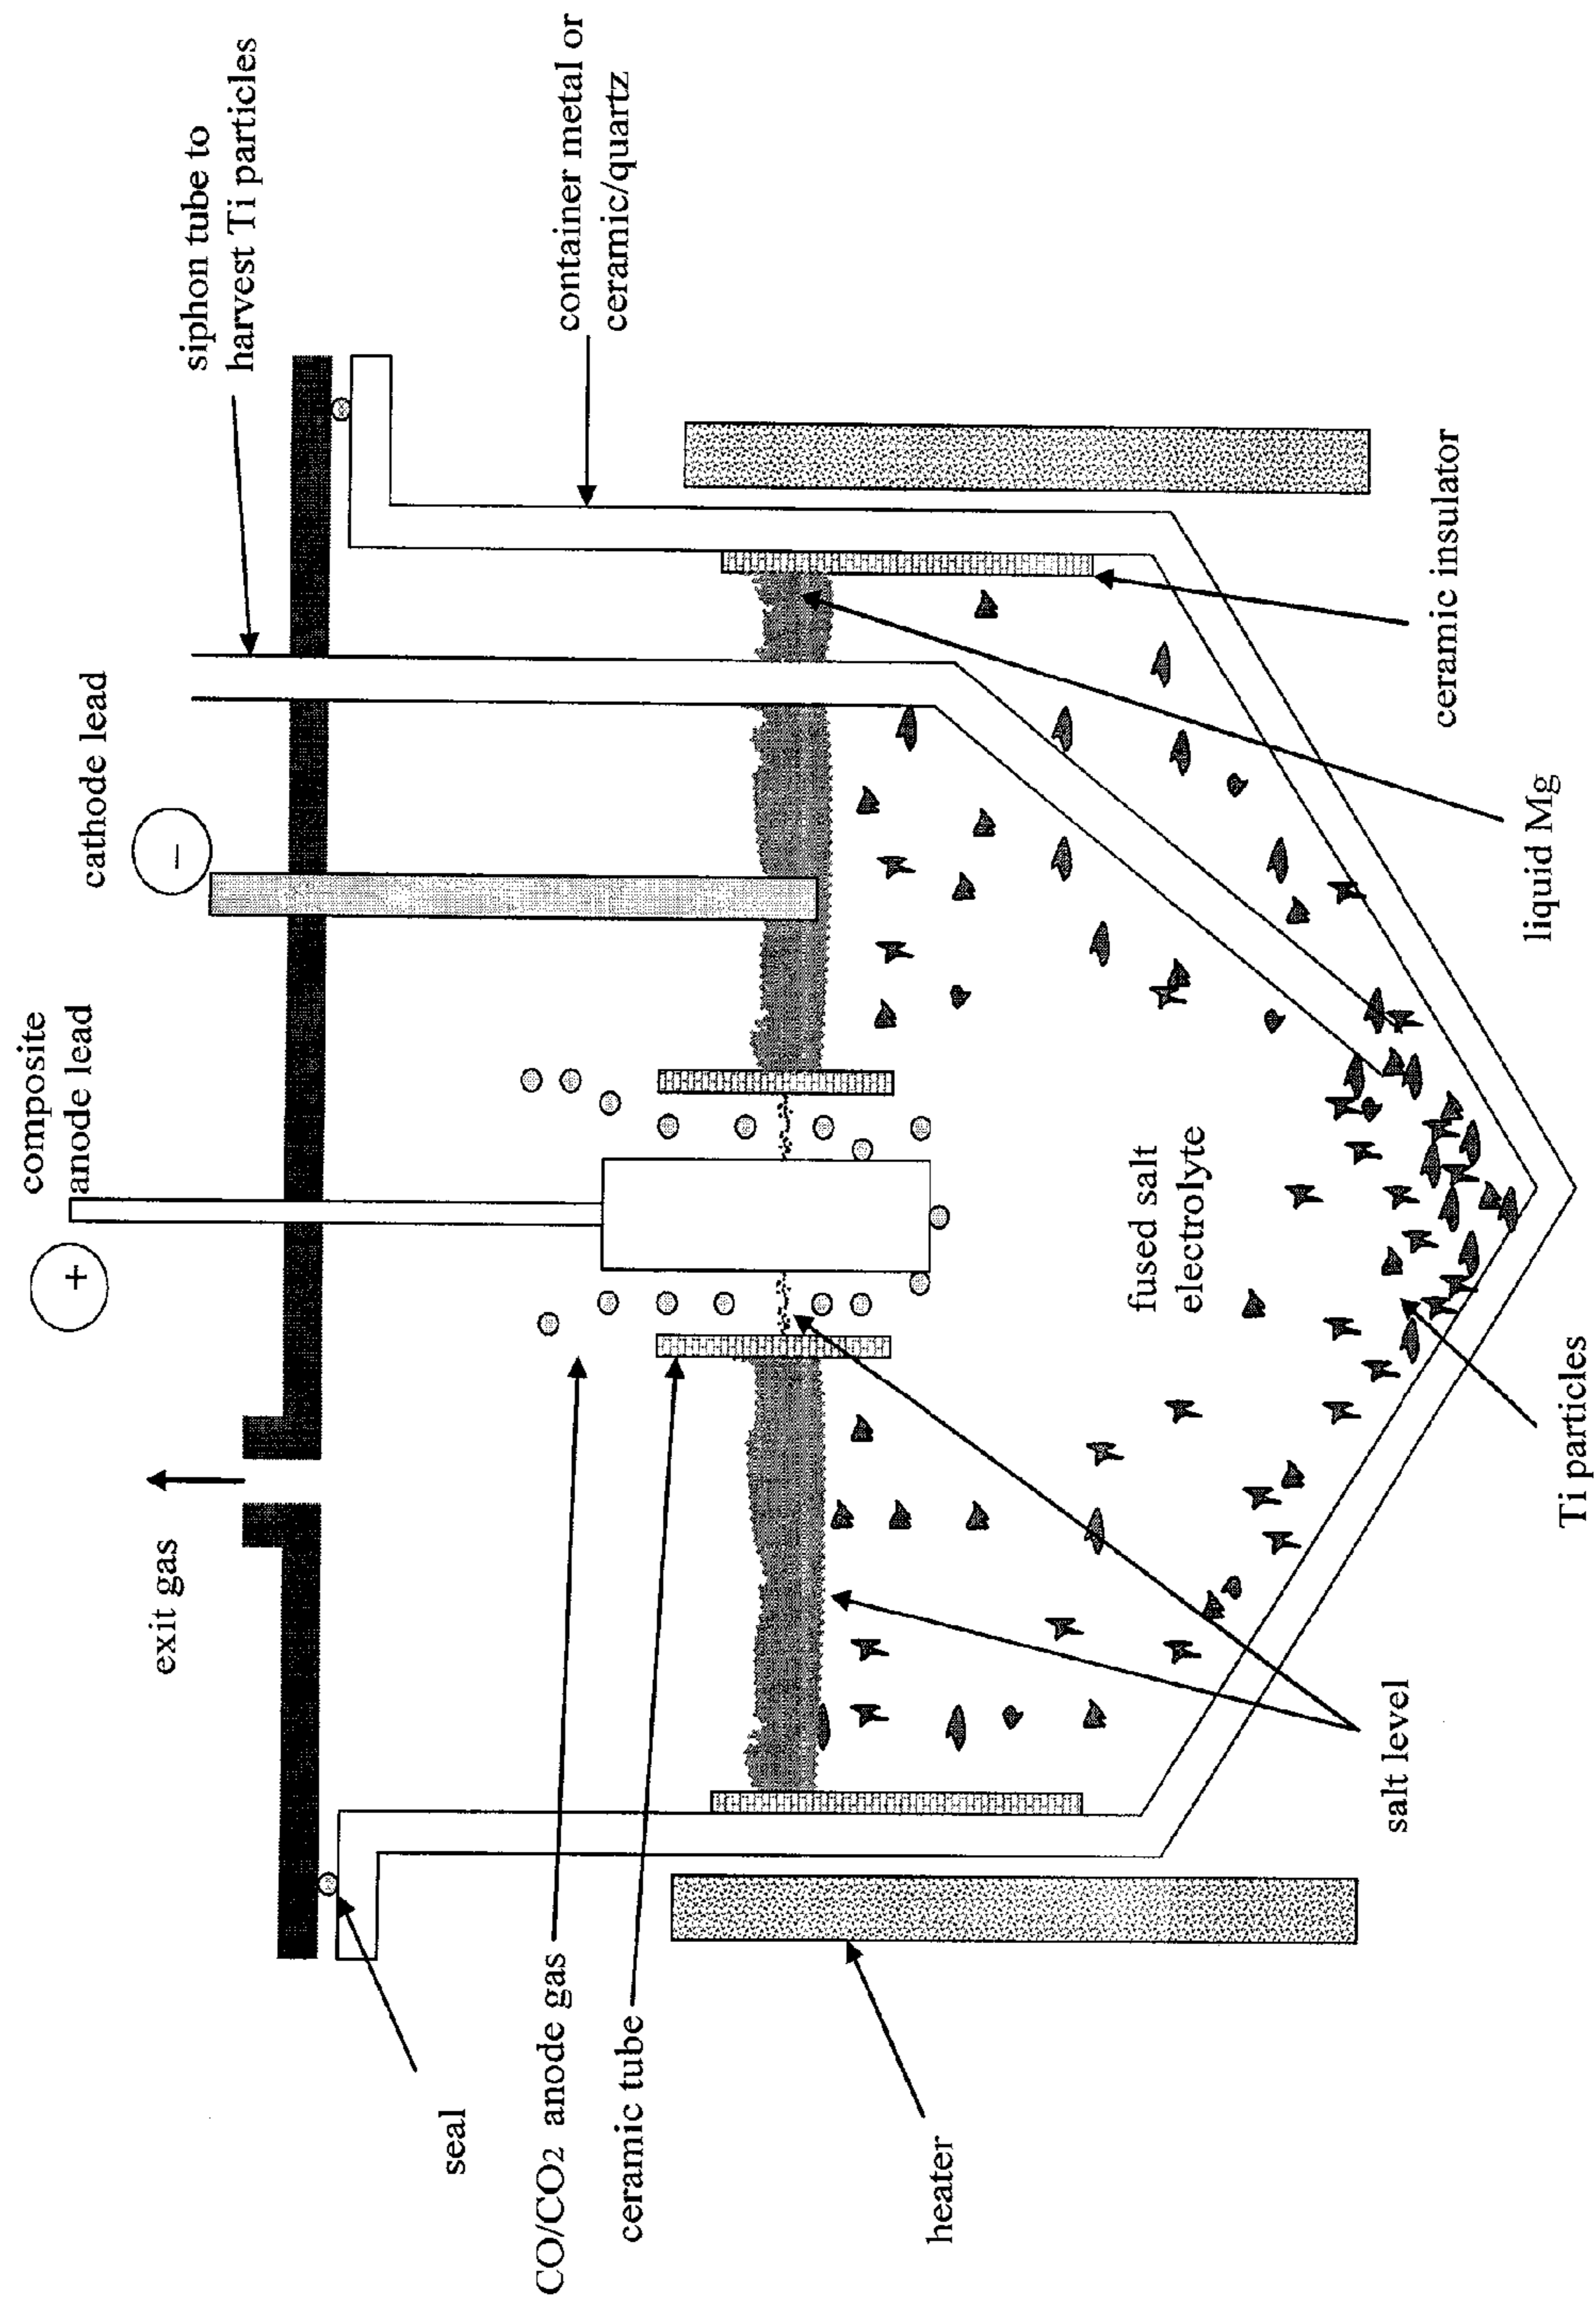 composite
anode lead
+
cathode lead
–
siphon tube to
harvest Ti particles
exit gas
container metal or
ceramic/quartz
seal
CO/CO2 anode gas
ceramic tube
heater
fused salt
electrolyte
ceramic insulator
liquid Mg
salt level
Ti particles